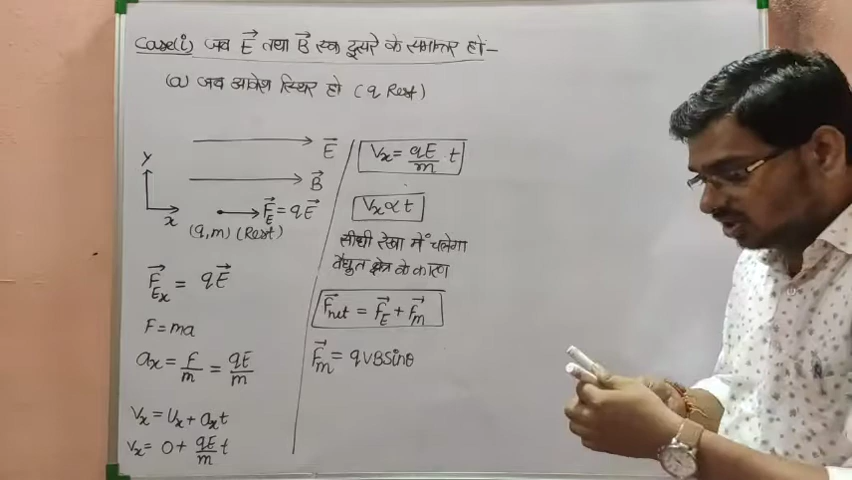 Case(i) जब E⃗ तथा B⃗ एक दूसरे के समान्तर हो-
(a) जब आवेश स्थिर हो (q Rest)
E⃗
B⃗
Y
x
F⃗_E = qE⃗
(q,m) (Rest)
F⃗_Ex = qE⃗
F = ma
a_x = F/m = qE/m
v_x = u_x + a_x t
v_x = 0 + qE/m t
V_x = qE/m t
V_x ∝ t
सीधी रेखा में चलेगा
वैधुत क्षेत्र के कारण
F⃗_net = F⃗_E + F⃗_m
F⃗_m = qVBsinθ